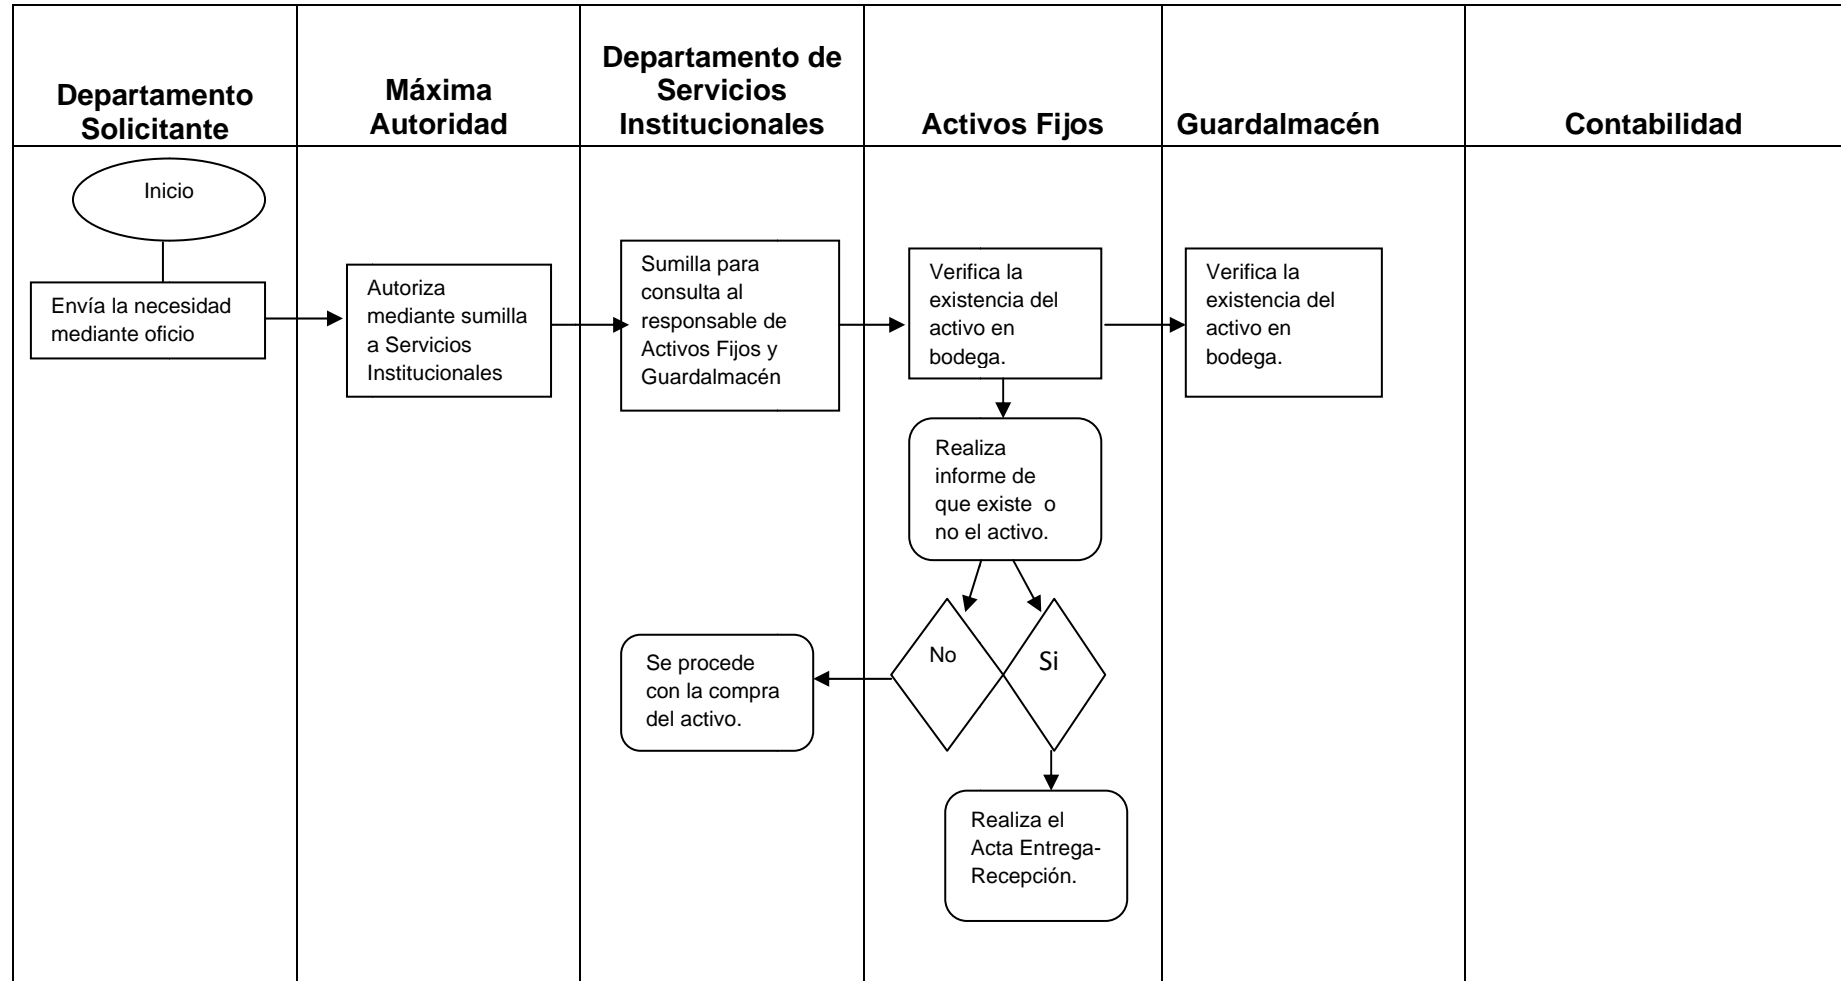 Departamento
Solicitante
Máxima
Autoridad
Departamento de
Servicios
Institucionales
Activos Fijos
Guardalmacén
Contabilidad
Inicio
Envía la necesidad
mediante oficio
Autoriza
mediante sumilla
a Servicios
Institucionales
Sumilla para
consulta al
responsable de
Activos Fijos y
Guardalmacén
Verifica la
existencia del
activo en
bodega.
Verifica la
existencia del
activo en
bodega.
Realiza
informe de
que existe o
no el activo.
No
Si
Se procede
con la compra
del activo.
Realiza el
Acta Entrega-
Recepción.